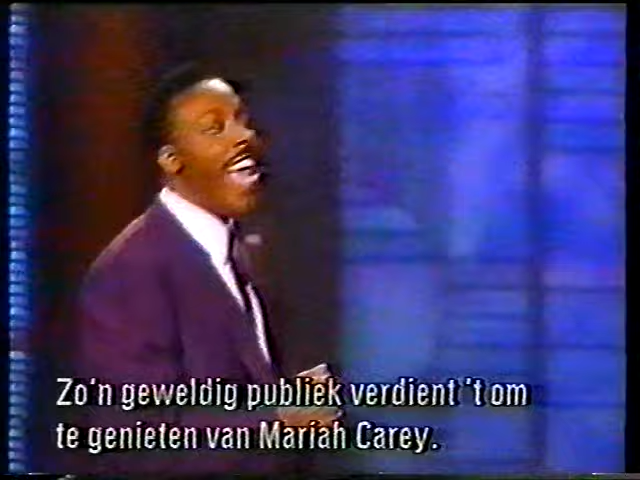 Zo'n geweldig publiek verdient 't om
te genieten van Mariah Carey.